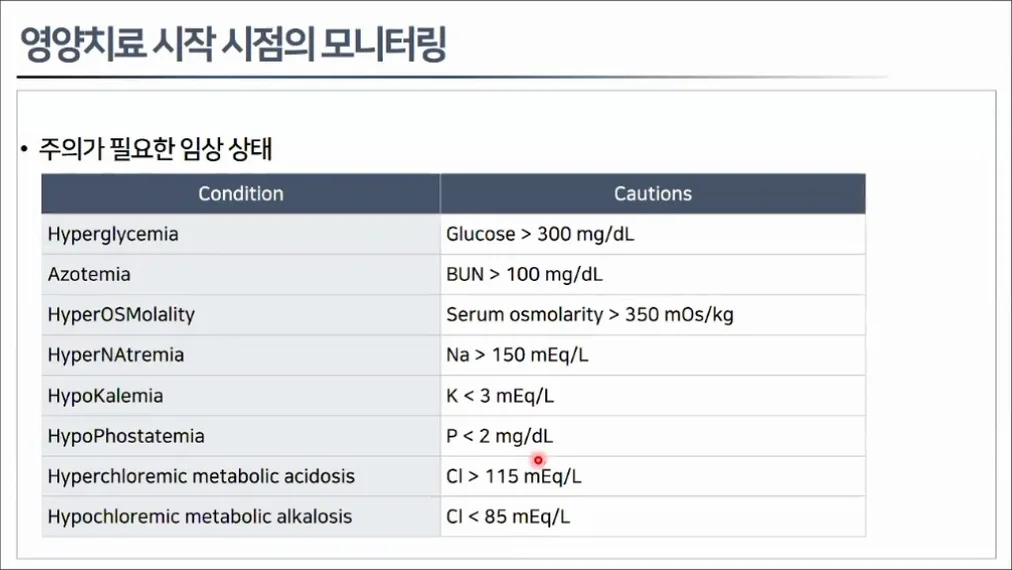 영양치료 시작 시점의 모니터링
• 주의가 필요한 임상 상태
Condition Cautions
Hyperglycemia Glucose > 300 mg/dL
Azotemia BUN > 100 mg/dL
HyperOSMolality Serum osmolarity > 350 mOs/kg
HyperNAtremia Na > 150 mEq/L
HypoKalemia K < 3 mEq/L
HypoPhostatemia P < 2 mg/dL
Hyperchloremic metabolic acidosis Cl > 115 mEq/L
Hypochloremic metabolic alkalosis Cl < 85 mEq/L